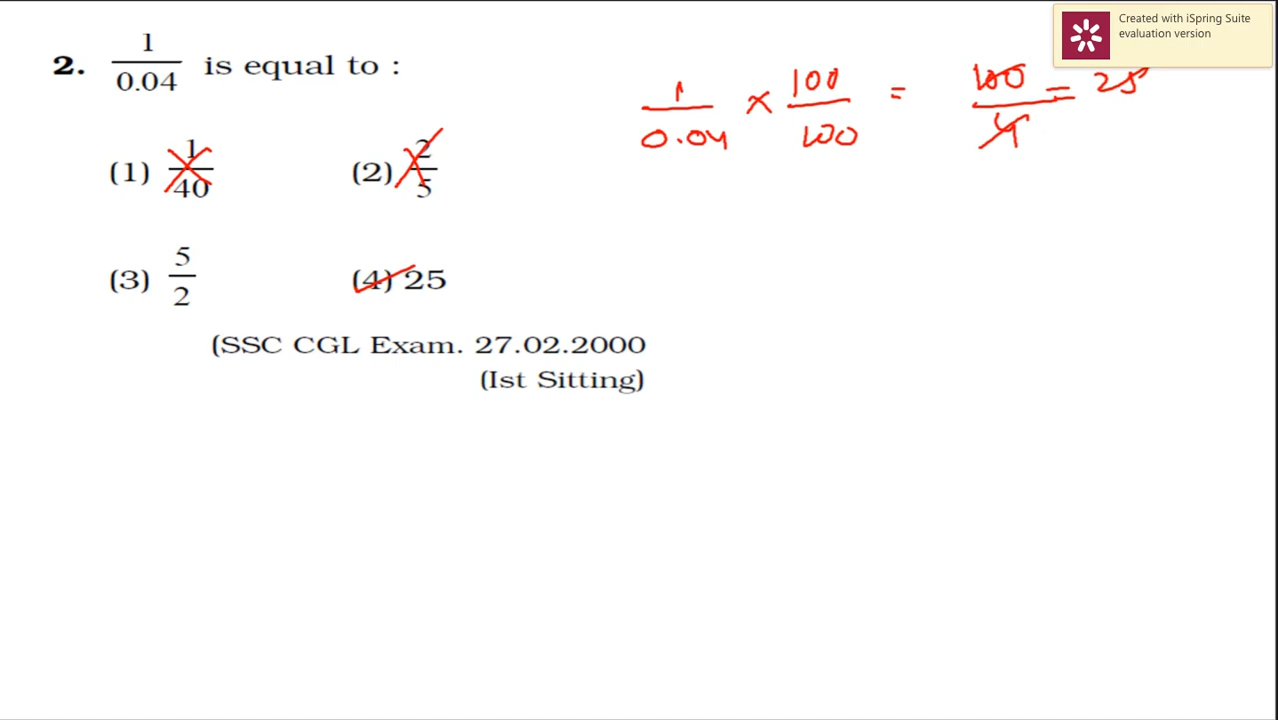 2. 1/0.04 is equal to :
1/0.04 × 100/100 = 100/4 = 25
(1) 1/40 (2) 2/5
(3) 5/2 (4) 25
(SSC CGL Exam. 27.02.2000
(Ist Sitting)
Created with iSpring Suite
evaluation version